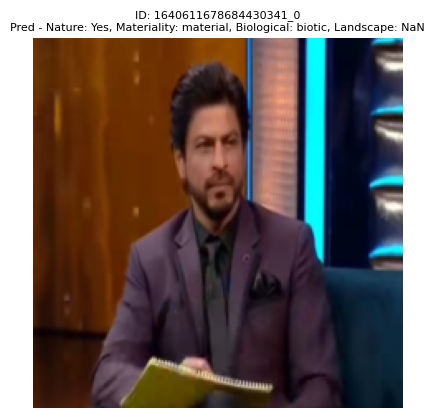 ID: 1640611678684430341_0
Pred - Nature: Yes, Materiality: material, Biological: biotic, Landscape: NaN